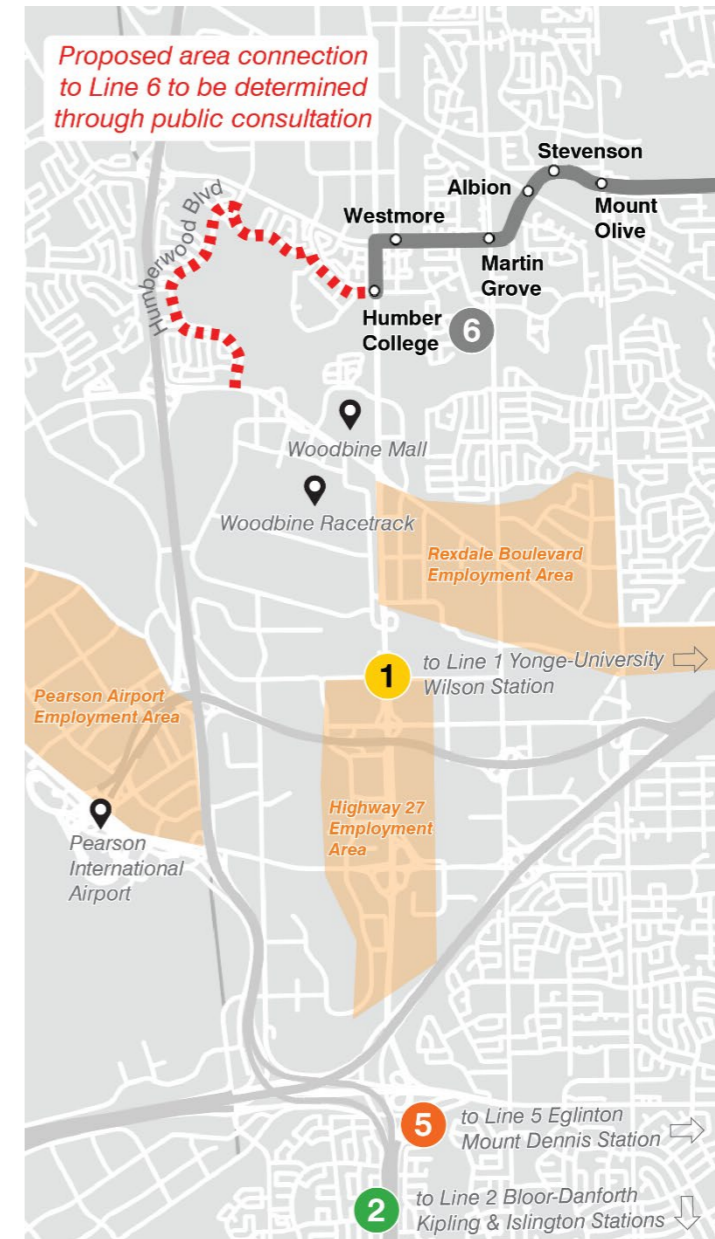 Proposed area connection
to Line 6 to be determined
through public consultation
Stevenson
Albion
Mount
Olive
Westmore
Martin
Grove
Humberwood Blvd
Humber
College
6
Woodbine Mall
Woodbine Racetrack
Rexdale Boulevard
Employment Area
1
to Line 1 Yonge-University
Wilson Station
Pearson Airport
Employment Area
Highway 27
Employment
Area
Pearson
International
Airport
5
to Line 5 Eglinton
Mount Dennis Station
2
to Line 2 Bloor-Danforth
Kipling & Islington Stations